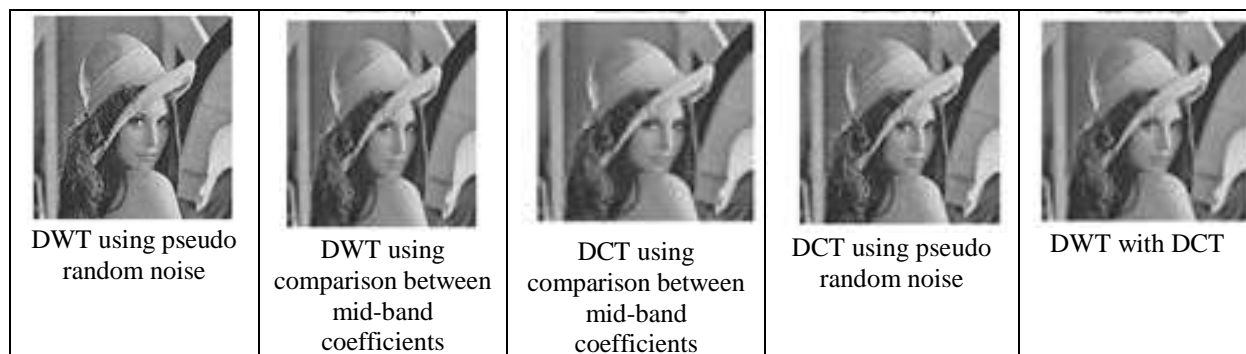 DWT using pseudo
random noise
DWT using
comparison between
mid-band
coefficients
DCT using
comparison between
mid-band
coefficients
DCT using pseudo
random noise
DWT with DCT